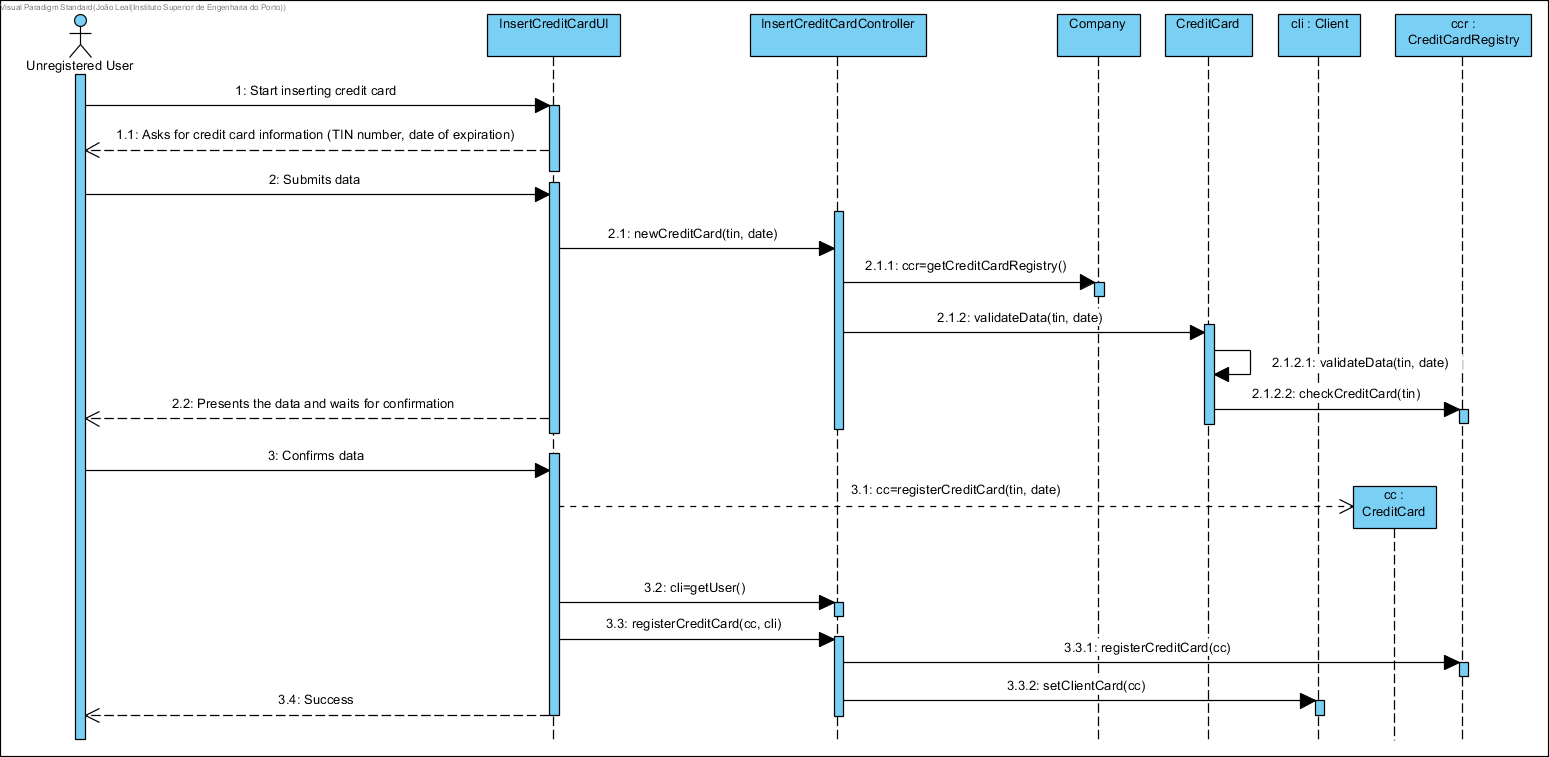 Visual Paradigm Standard(João Leal(Instituto Superior de Engenharia do Porto))
Unregistered User
InsertCreditCardUI
InsertCreditCardController
Company
CreditCard
cli : Client
ccr :
CreditCardRegistry
1: Start inserting credit card
1.1: Asks for credit card information (TIN number, date of expiration)
2: Submits data
2.1: newCreditCard(tin, date)
2.1.1: ccr=getCreditCardRegistry()
2.1.2: validateData(tin, date)
2.1.2.1: validateData(tin, date)
2.1.2.2: checkCreditCard(tin)
2.2: Presents the data and waits for confirmation
3: Confirms data
3.1: cc=registerCreditCard(tin, date)
cc :
CreditCard
3.2: cli=getUser()
3.3: registerCreditCard(cc, cli)
3.3.1: registerCreditCard(cc)
3.3.2: setClientCard(cc)
3.4: Success